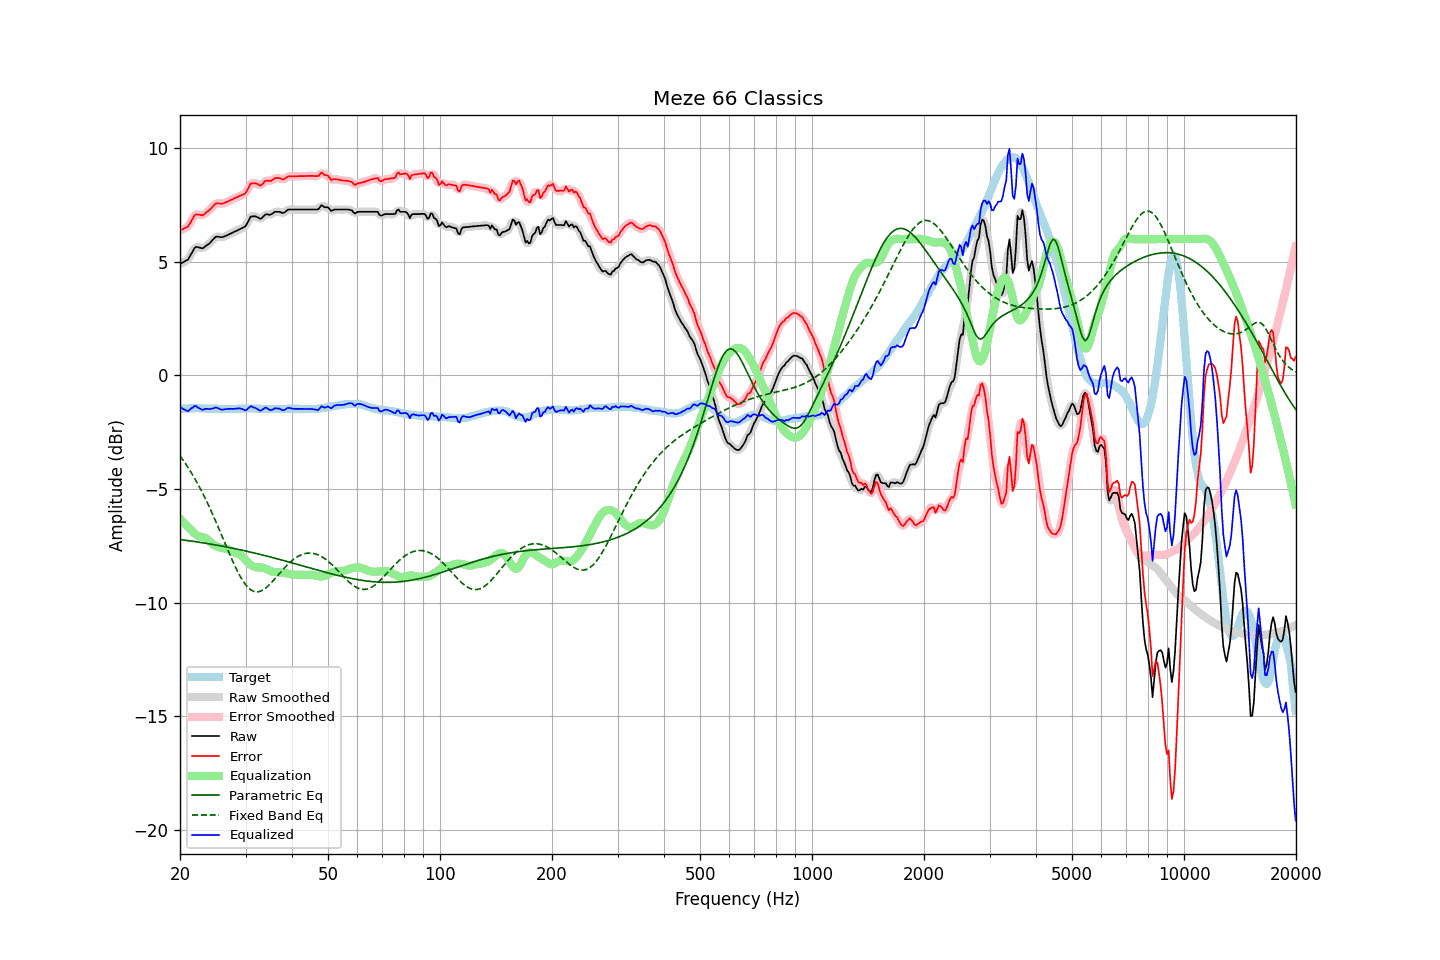 Meze 66 Classics
Amplitude (dBr)
10
5
0
−5
−10
−15
−20
Target
Raw Smoothed
Error Smoothed
Raw
Error
Equalization
Parametric Eq
Fixed Band Eq
Equalized
20 50 100 200 500 1000 2000 5000 10000 20000
Frequency (Hz)